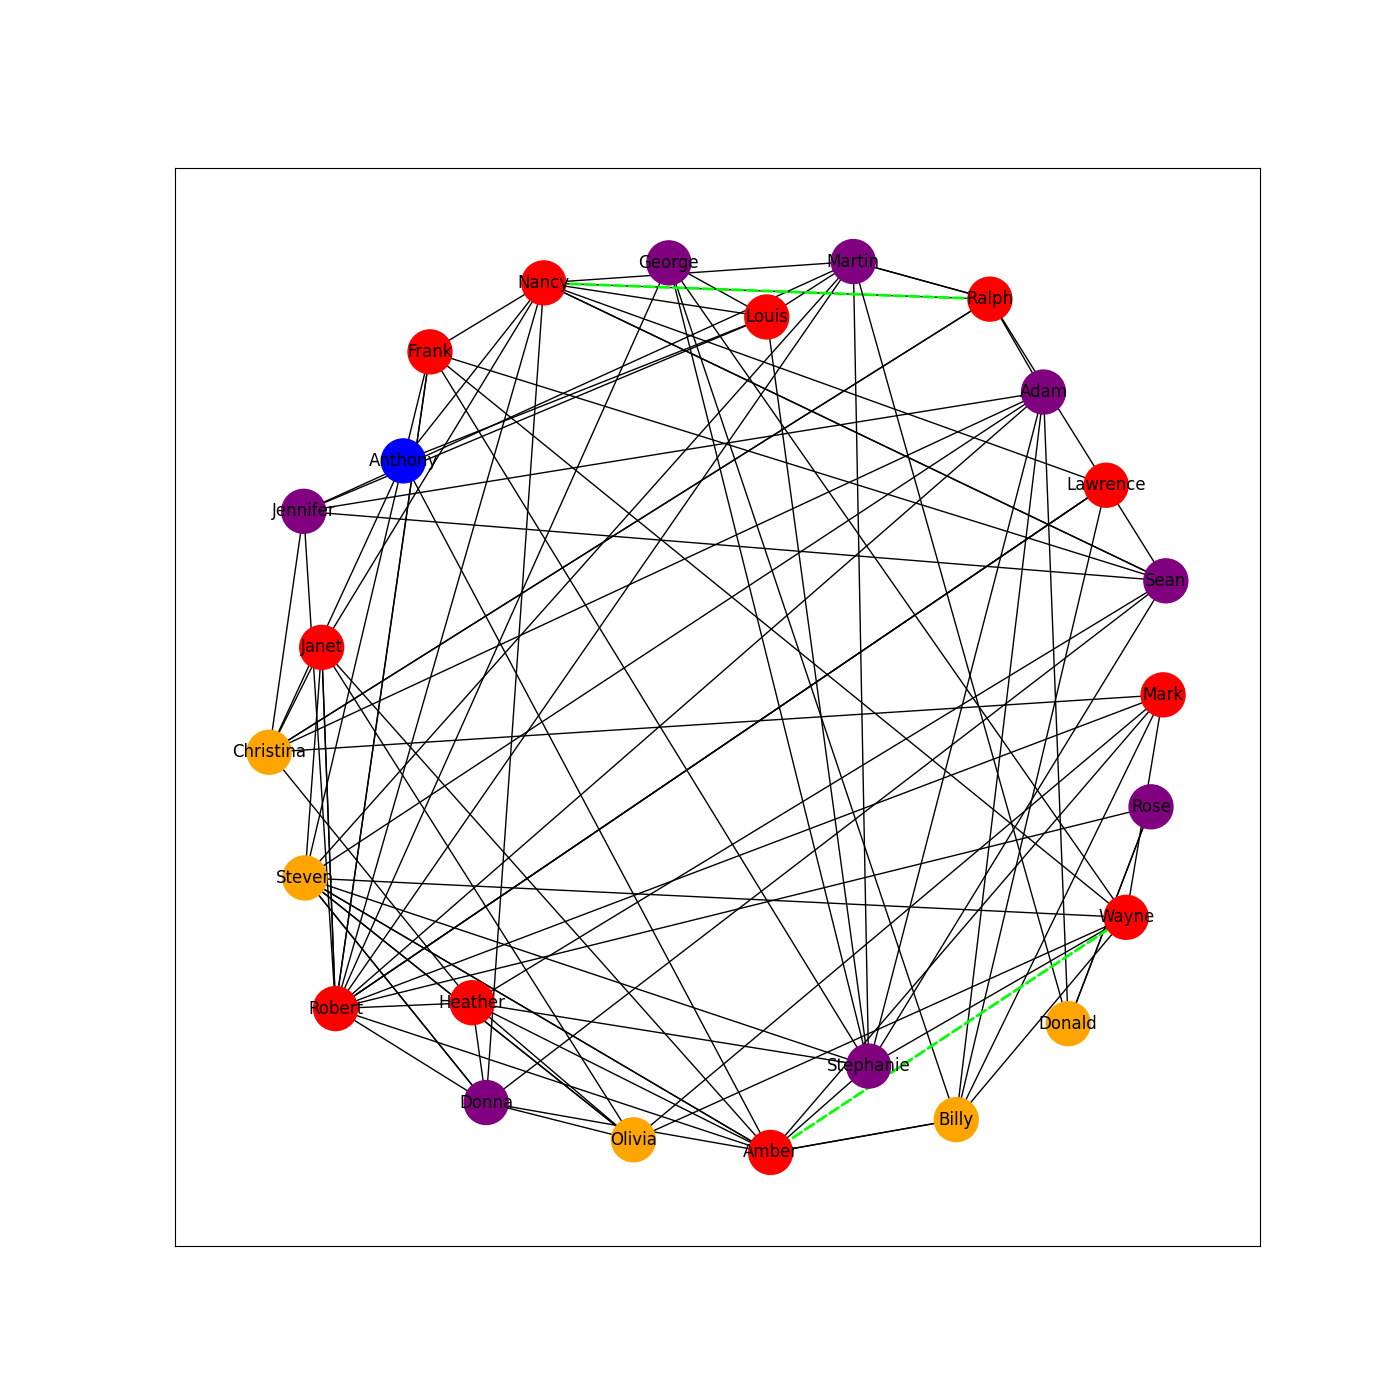 George
Martin
Nancy
Ralph
Louis
Frank
Adam
Anthony
Lawrence
Jennifer
Sean
Janet
Mark
Christina
Rose
Steven
Wayne
Heather
Robert
Donald
Stephanie
Donna
Billy
Olivia
Amber